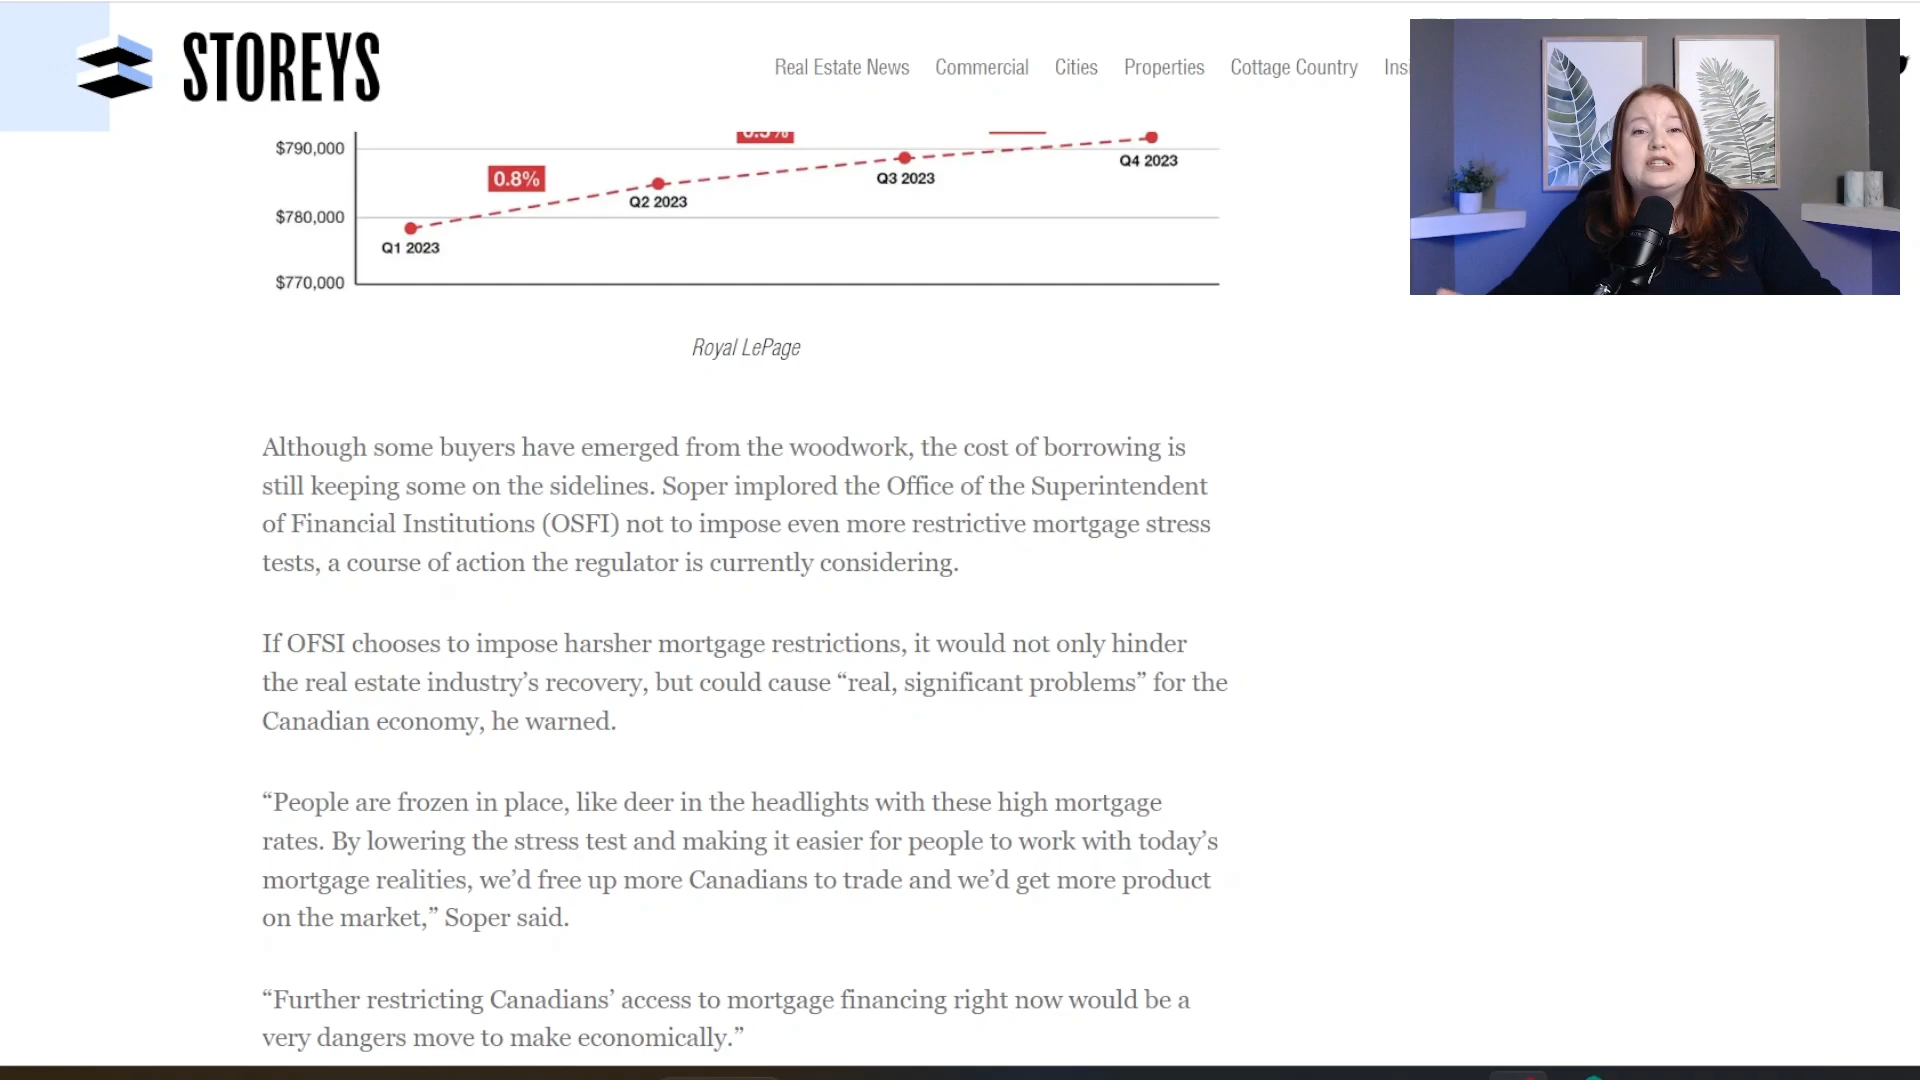 STOREYS
Real Estate News Commercial Cities Properties Cottage Country
$790,000
0.8%
Q1 2023
Q2 2023
Q3 2023
Q4 2023
$780,000
$770,000
Royal LePage
Although some buyers have emerged from the woodwork, the cost of borrowing is
still keeping some on the sidelines. Soper implored the Office of the Superintendent
of Financial Institutions (OSFI) not to impose even more restrictive mortgage stress
tests, a course of action the regulator is currently considering.
If OFSI chooses to impose harsher mortgage restrictions, it would not only hinder
the real estate industry’s recovery, but could cause “real, significant problems” for the
Canadian economy, he warned.
“People are frozen in place, like deer in the headlights with these high mortgage
rates. By lowering the stress test and making it easier for people to work with today’s
mortgage realities, we’d free up more Canadians to trade and we’d get more product
on the market,” Soper said.
“Further restricting Canadians’ access to mortgage financing right now would be a
very dangers move to make economically.”